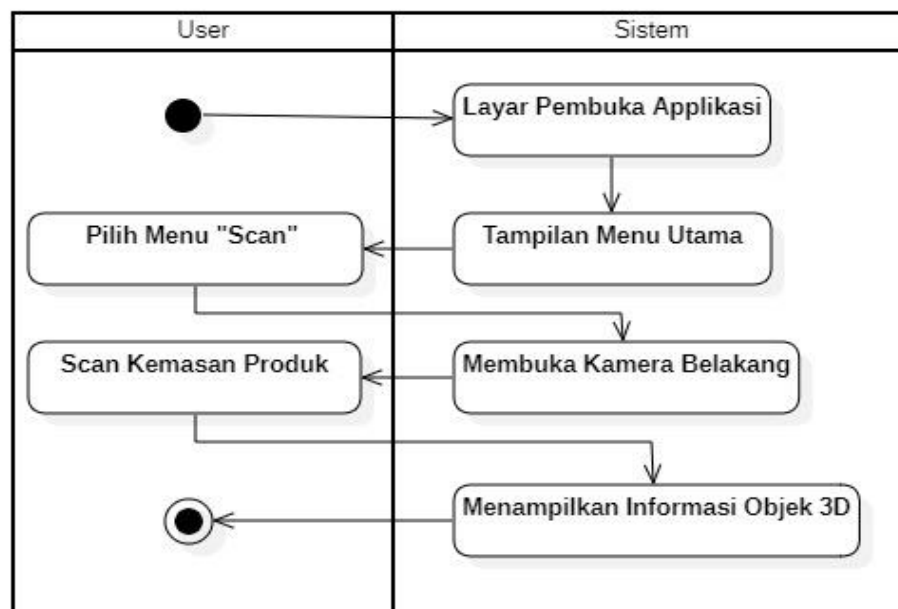 User
Sistem
Layar Pembuka Applikasi
Pilih Menu "Scan"
Tampilan Menu Utama
Scan Kemasan Produk
Membuka Kamera Belakang
Menampilkan Informasi Objek 3D